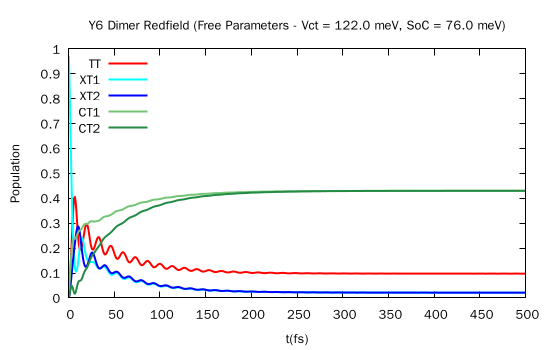 Y6 Dimer Redfield (Free Parameters - Vct = 122.0 meV, SoC = 76.0 meV)
1
0.9
0.8
0.7
0.6
0.5
0.4
0.3
0.2
0.1
0
Population
TT
XT1
XT2
CT1
CT2
0 50 100 150 200 250 300 350 400 450 500
t(fs)